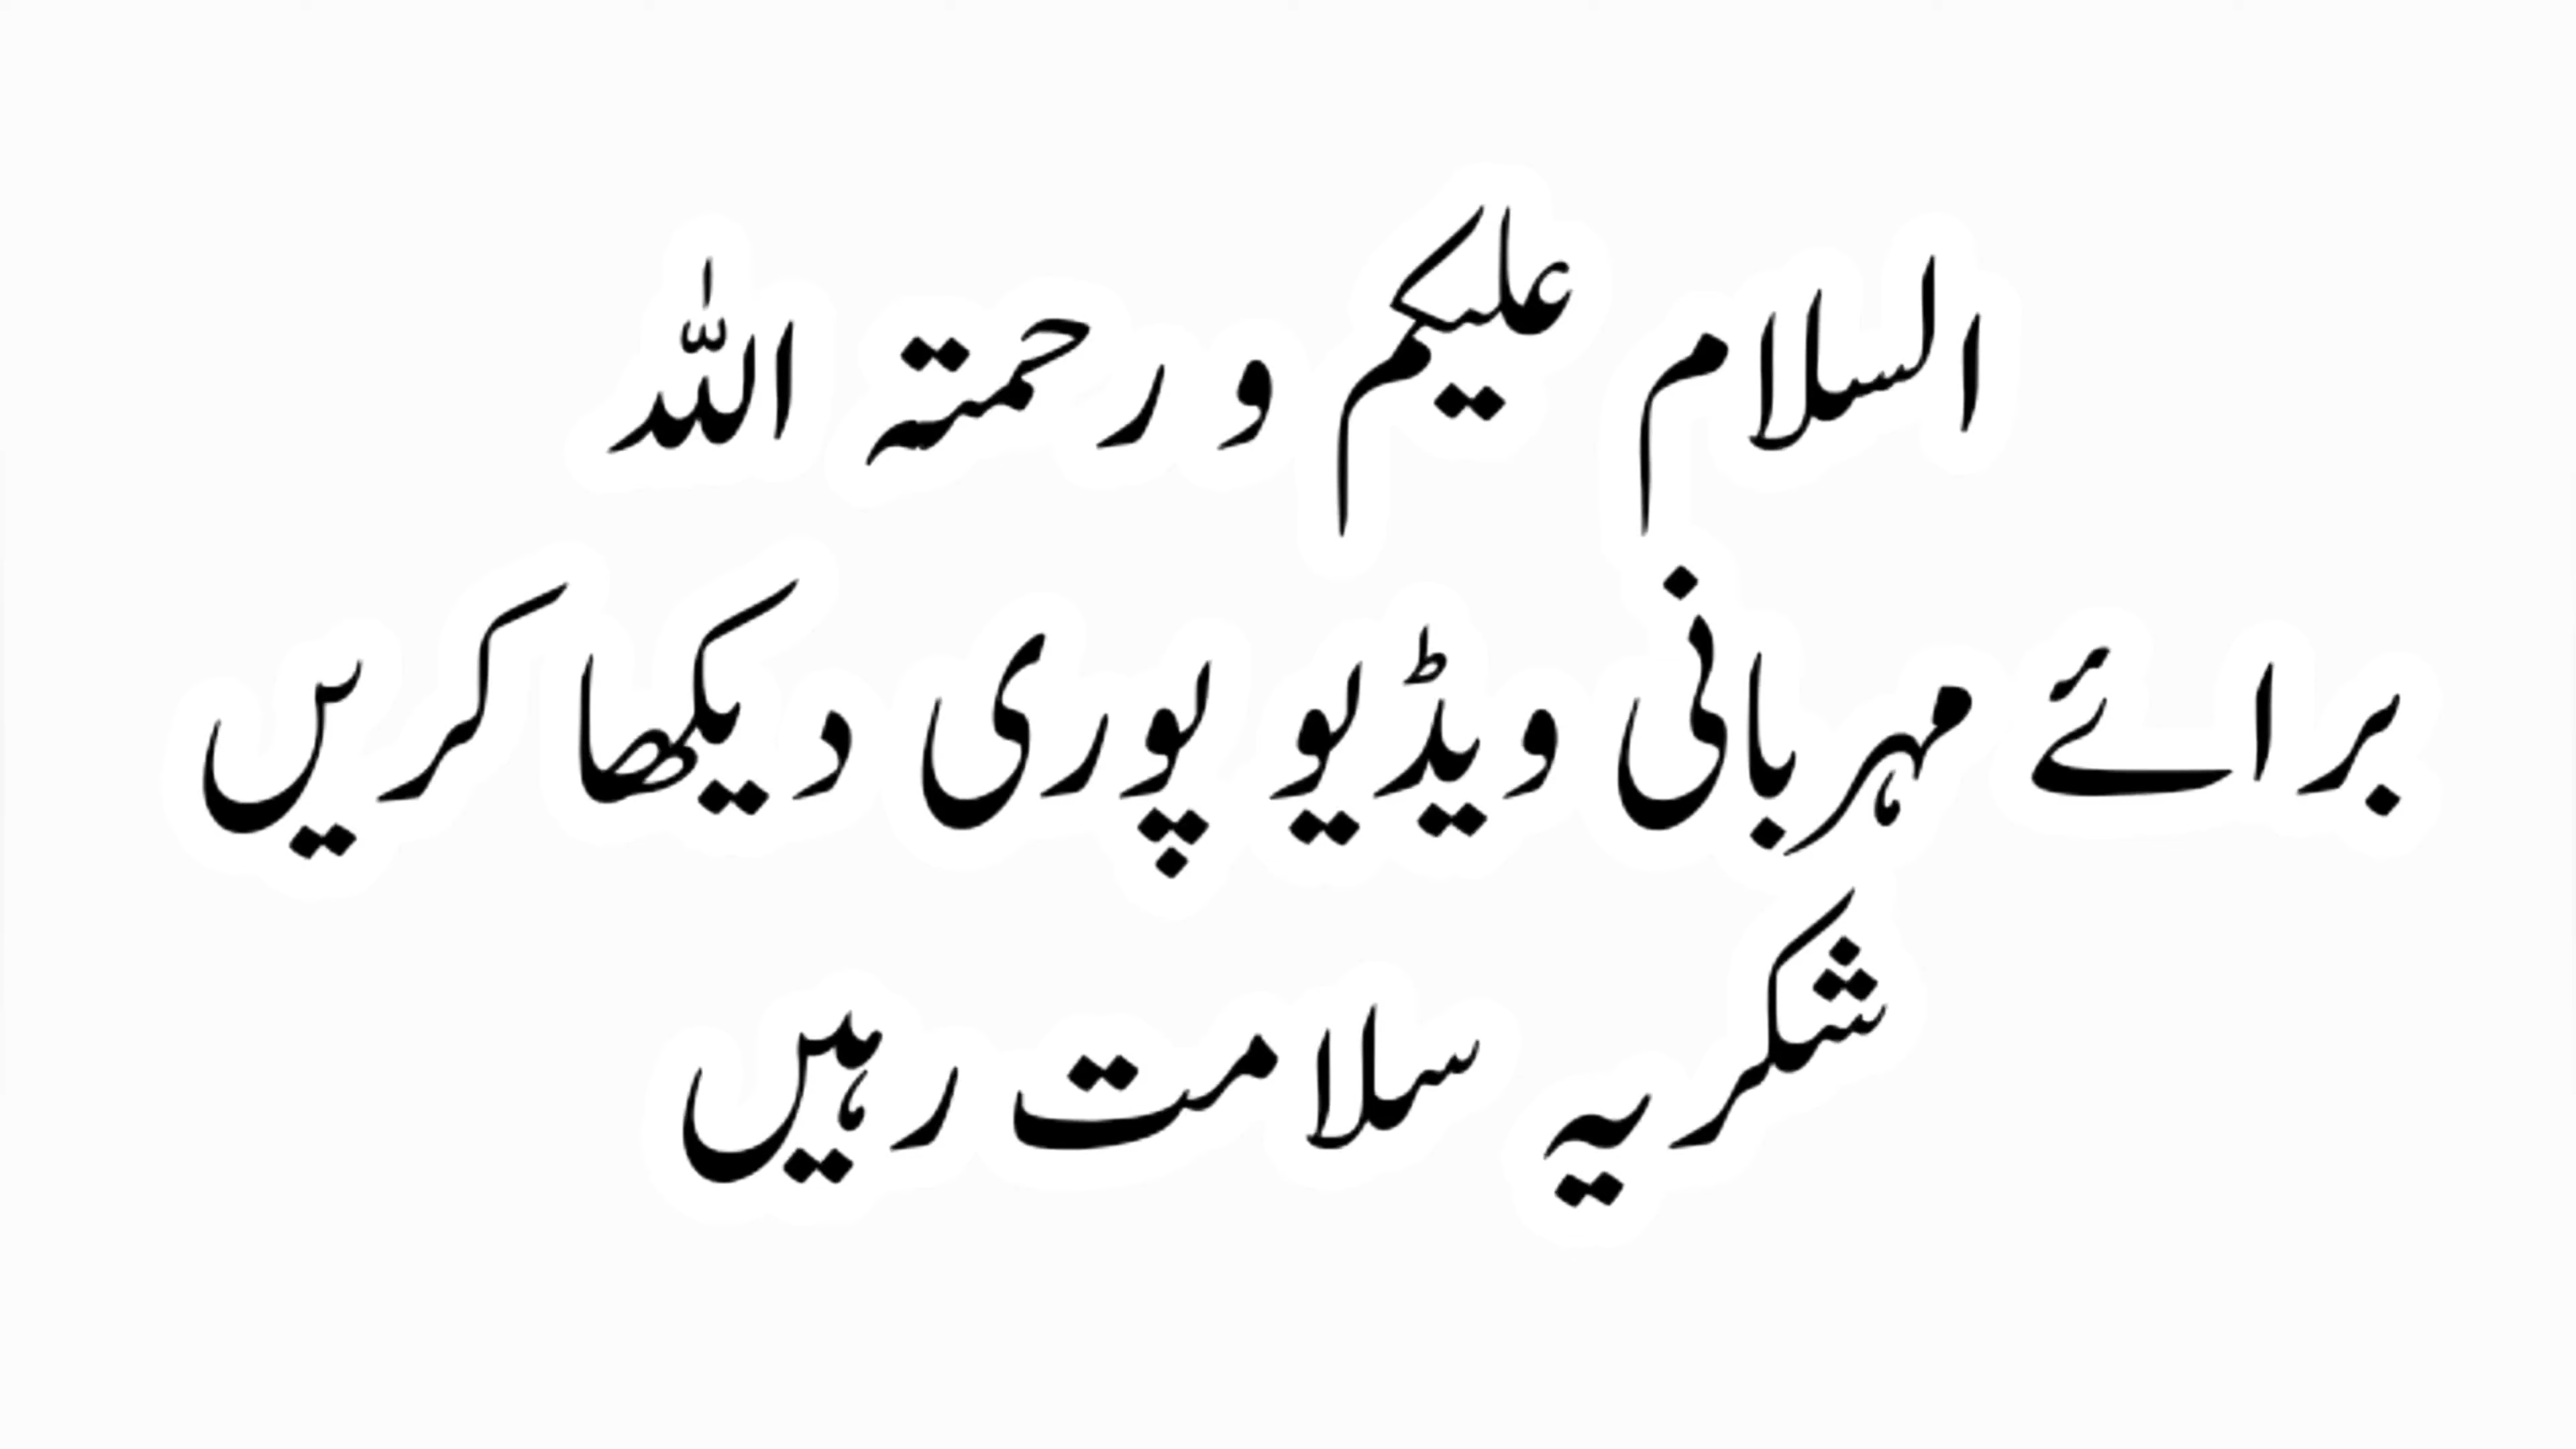 السلام علیکم و رحمتہ اللہ
برائے مہربانی ویڈیو پوری دیکھا کریں
شکریہ سلامت رہیں